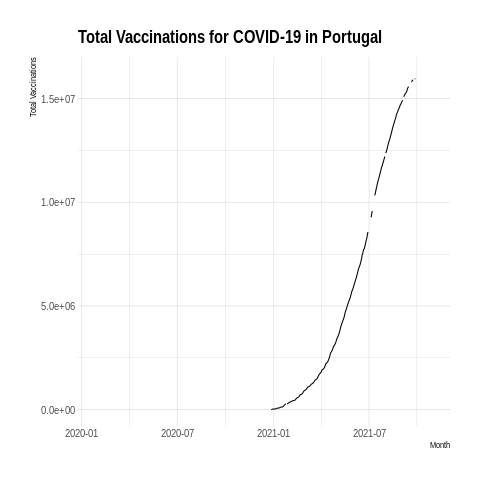 Total Vaccinations for COVID-19 in Portugal
Total Vaccinations
1.5e+07
1.0e+07
5.0e+06
0.0e+00
2020-01 2020-07 2021-01 2021-07
Month